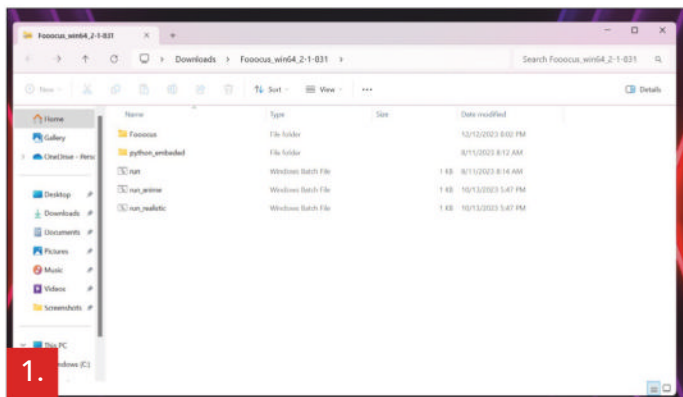 Fooocus_win64_2-1-831
Downloads > Fooocus_win64_2-1-831 >
Search Fooocus_win64_2-1-831
New
Sort
View
Details
Name Type Size Date modified
Home
Gallery
OneDrive - Perso
Desktop
Downloads
Documents
Pictures
Music
Videos
Screenshots
This PC
Windows (C:)
Fooocus File folder 12/12/2023 8:02 PM
python_embeded File folder 8/11/2023 8:12 AM
run Windows Batch File 1 KB 8/11/2023 8:14 AM
run_anime Windows Batch File 1 KB 10/13/2023 5:47 PM
run_realistic Windows Batch File 1 KB 10/13/2023 5:47 PM
1.